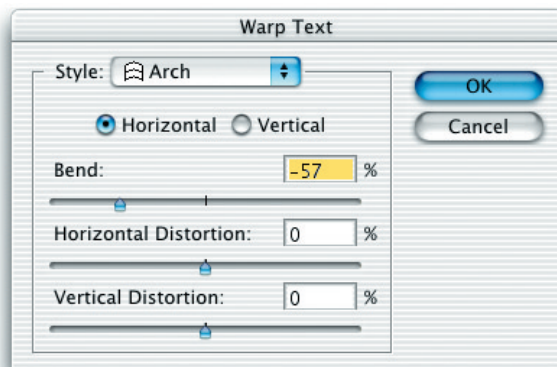 Warp Text
Style: Arch
OK
Horizontal Vertical
Cancel
Bend: -57 %
Horizontal Distortion: 0 %
Vertical Distortion: 0 %